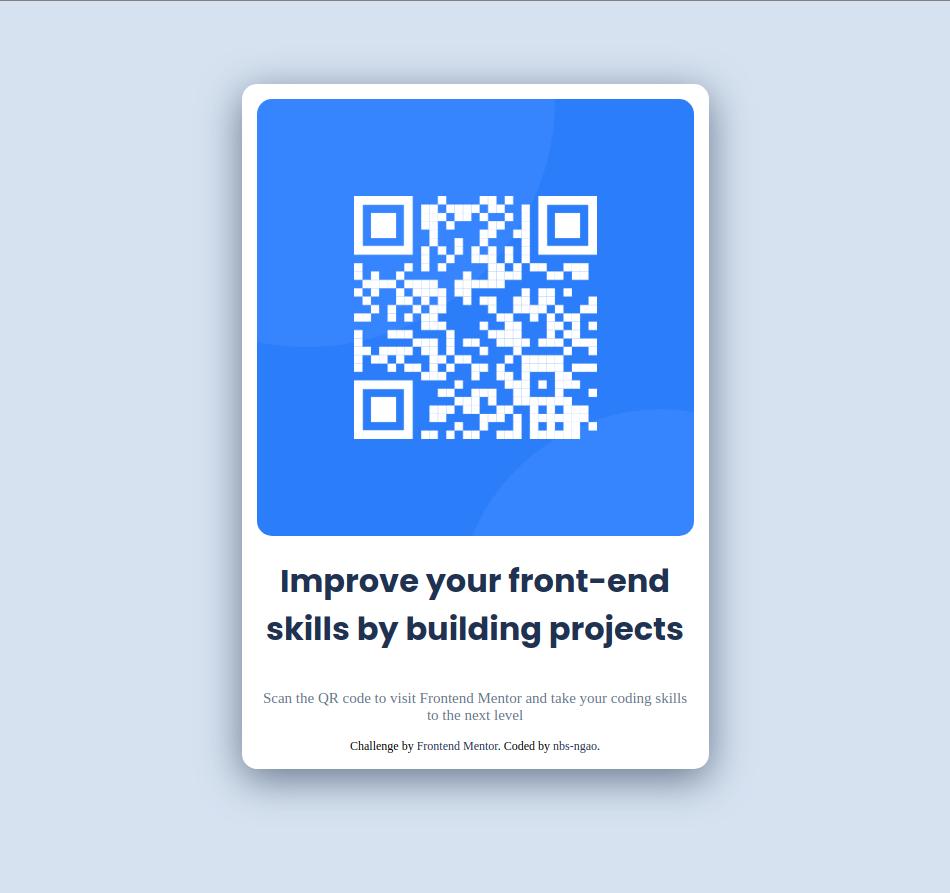 Improve your front-end
skills by building projects
Scan the QR code to visit Frontend Mentor and take your coding skills
to the next level
Challenge by Frontend Mentor. Coded by nbs-ngao.